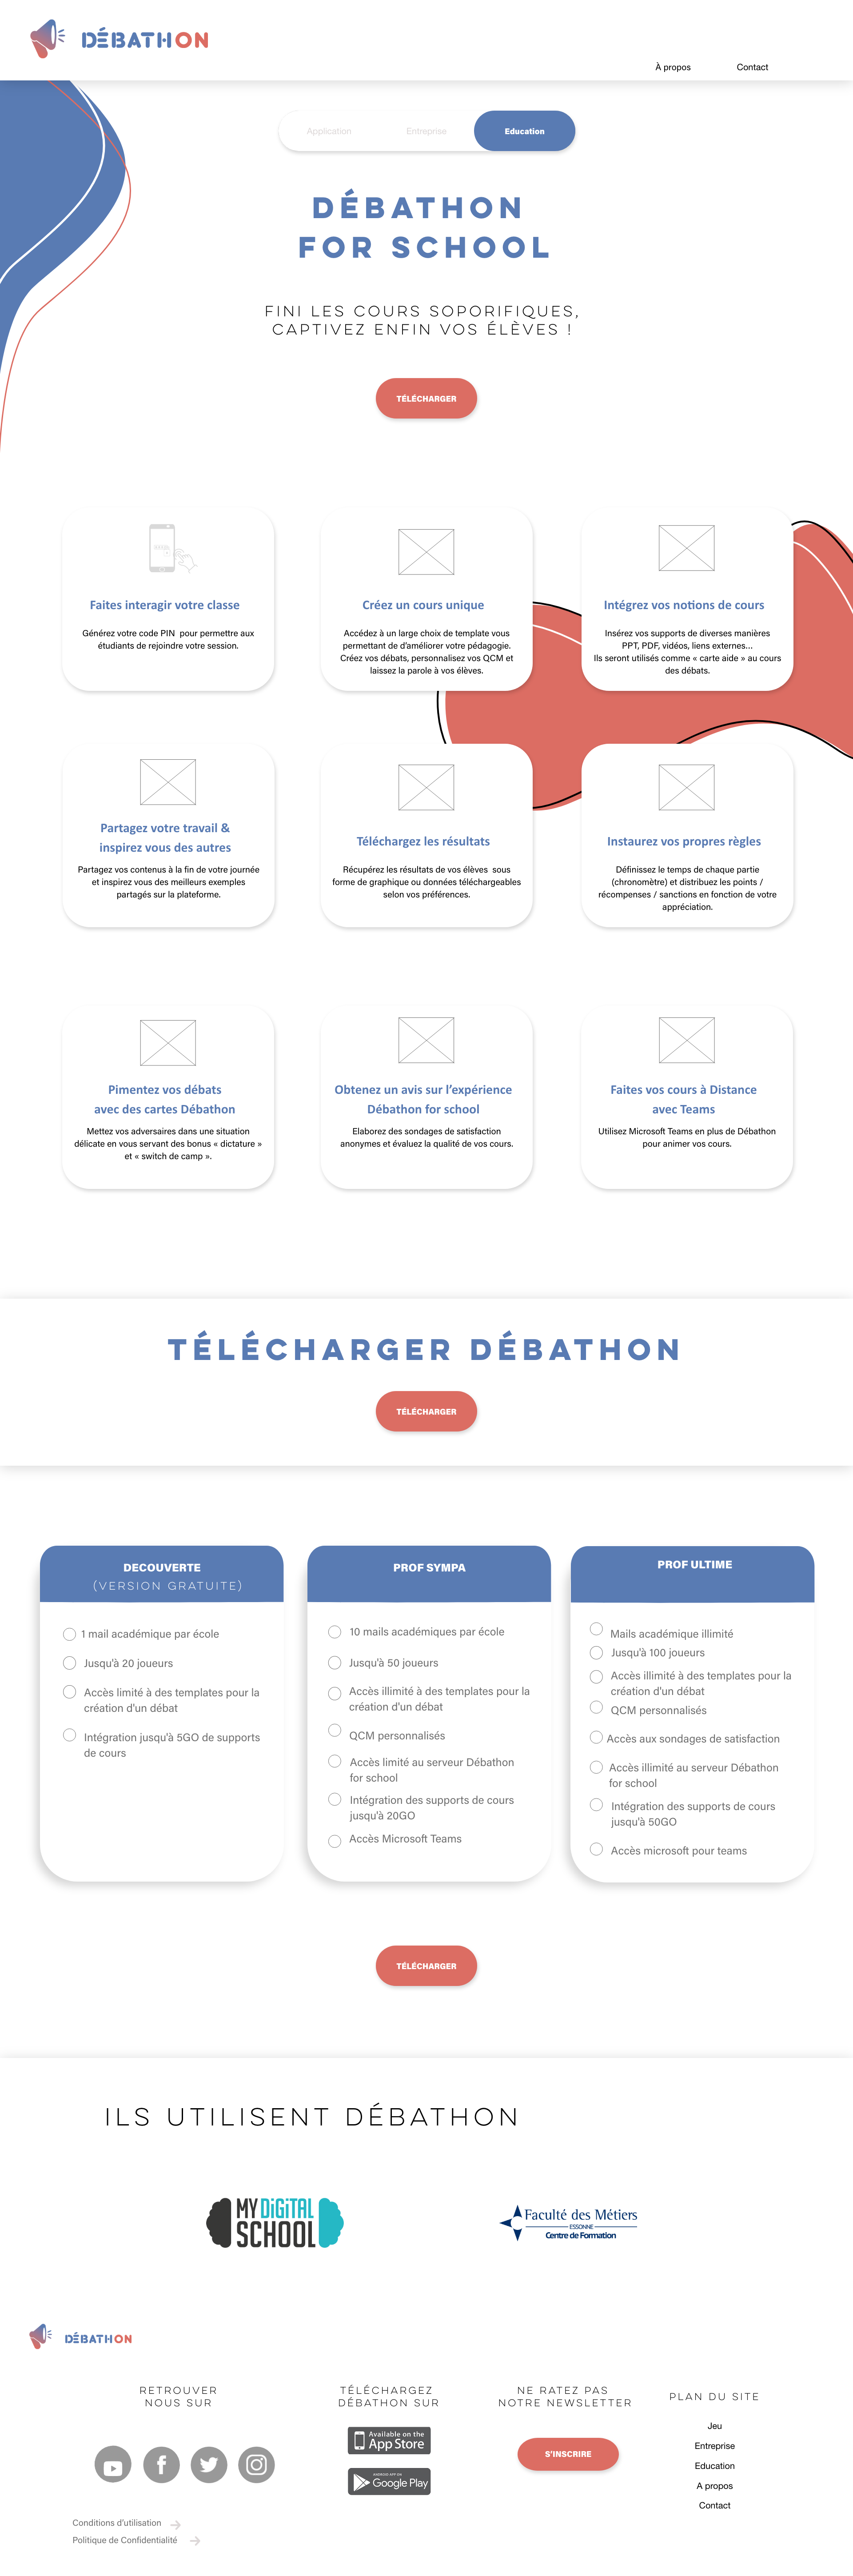 DÉBATHON
À propos
Contact
Application
Entreprise
Education
DÉBATHON
FOR SCHOOL
FINI LES COURS SOPORIFIQUES,
CAPTIVEZ ENFIN VOS ÉLÈVES !
TÉLÉCHARGER
Faites interagir votre classe
Générez votre code PIN pour permettre aux
étudiants de rejoindre votre session.
Créez un cours unique
Accédez à un large choix de template vous
permettant de d'améliorer votre pédagogie.
Créez vos débats, personnalisez vos QCM et
laissez la parole à vos élèves.
Intégrez vos notions de cours
Insérez vos supports de diverses manières
PPT, PDF, vidéos, liens externes...
Ils seront utilisés comme « carte aide » au cours
des débats.
Partagez votre travail &
inspirez vous des autres
Partagez vos contenus à la fin de votre journée
et inspirez vous des meilleurs exemples
partagés sur la plateforme.
Téléchargez les résultats
Récupérez les résultats de vos élèves sous
forme de graphique ou données téléchargeables
selon vos préférences.
Instaurez vos propres règles
Définissez le temps de chaque partie
(chronomètre) et distribuez les points /
récompenses / sanctions en fonction de votre
appréciation.
Pimentez vos débats
avec des cartes Débathon
Mettez vos adversaires dans une situation
délicate en vous servant des bonus « dictature »
et « switch de camp ».
Obtenez un avis sur l'expérience
Débathon for school
Elaborez des sondages de satisfaction
anonymes et évaluez la qualité de vos cours.
Faites vos cours à Distance
avec Teams
Utilisez Microsoft Teams en plus de Débathon
pour animer vos cours.
TÉLÉCHARGER DÉBATHON
TÉLÉCHARGER
DECOUVERTE
(VERSION GRATUITE)
1 mail académique par école
Jusqu'à 20 joueurs
Accès limité à des templates pour la
création d'un débat
Intégration jusqu'à 5GO de supports
de cours
PROF SYMPA
10 mails académiques par école
Jusqu'à 50 joueurs
Accès illimité à des templates pour la
création d'un débat
QCM personnalisés
Accès limité au serveur Débathon
for school
Intégration des supports de cours
jusqu'à 20GO
Accès Microsoft Teams
PROF ULTIME
Mails académique illimité
Jusqu'à 100 joueurs
Accès illimité à des templates pour la
création d'un débat
QCM personnalisés
Accès aux sondages de satisfaction
Accès illimité au serveur Débathon
for school
Intégration des supports de cours
jusqu'à 50GO
Accès microsoft pour teams
TÉLÉCHARGER
ILS UTILISENT DÉBATHON
MY DiGiTAL
SCHOOL
Faculté des Métiers
ESSONNE
Centre de Formation
DÉBATHON
RETROUVER
NOUS SUR
TÉLÉCHARGEZ
DÉBATHON SUR
Available on the
App Store
ANDROID APP ON
Google Play
NE RATEZ PAS
NOTRE NEWSLETTER
S'INSCRIRE
PLAN DU SITE
Jeu
Entreprise
Education
A propos
Contact
Conditions d'utilisation
Politique de Confidentialité